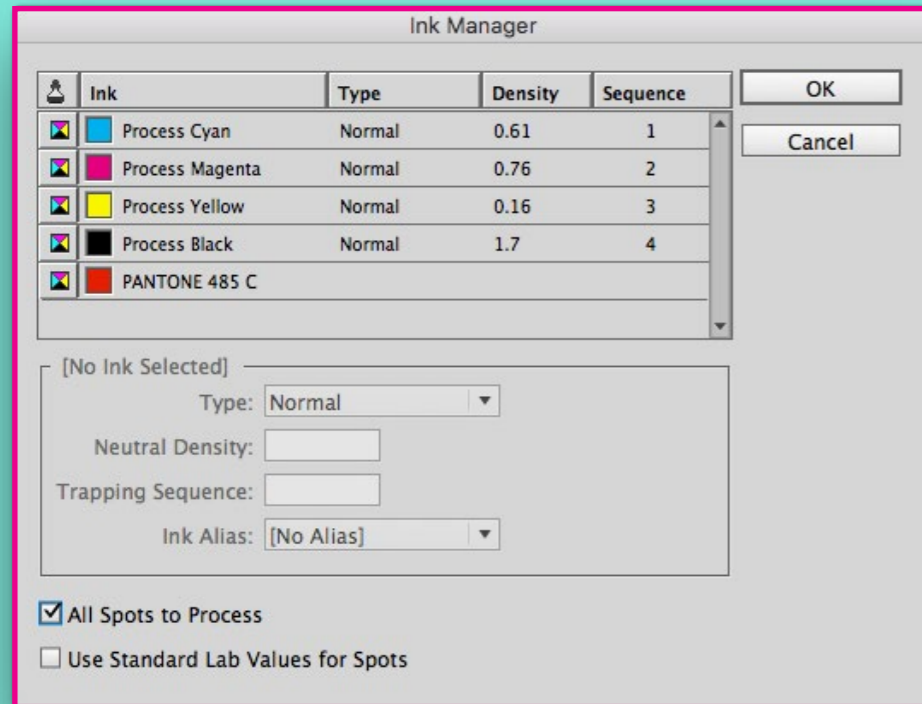 Ink Manager
Ink Type Density Sequence
OK
Process Cyan Normal 0.61 1
Cancel
Process Magenta Normal 0.76 2
Process Yellow Normal 0.16 3
Process Black Normal 1.7 4
PANTONE 485 C
[No Ink Selected]
Type: Normal
Neutral Density:
Trapping Sequence:
Ink Alias: [No Alias]
All Spots to Process
Use Standard Lab Values for Spots